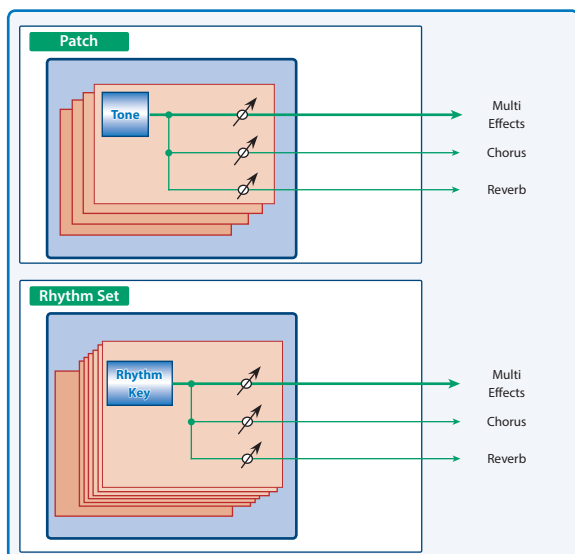 Patch
Tone
Multi
Effects
Chorus
Reverb
Rhythm Set
Rhythm
Key
Multi
Effects
Chorus
Reverb